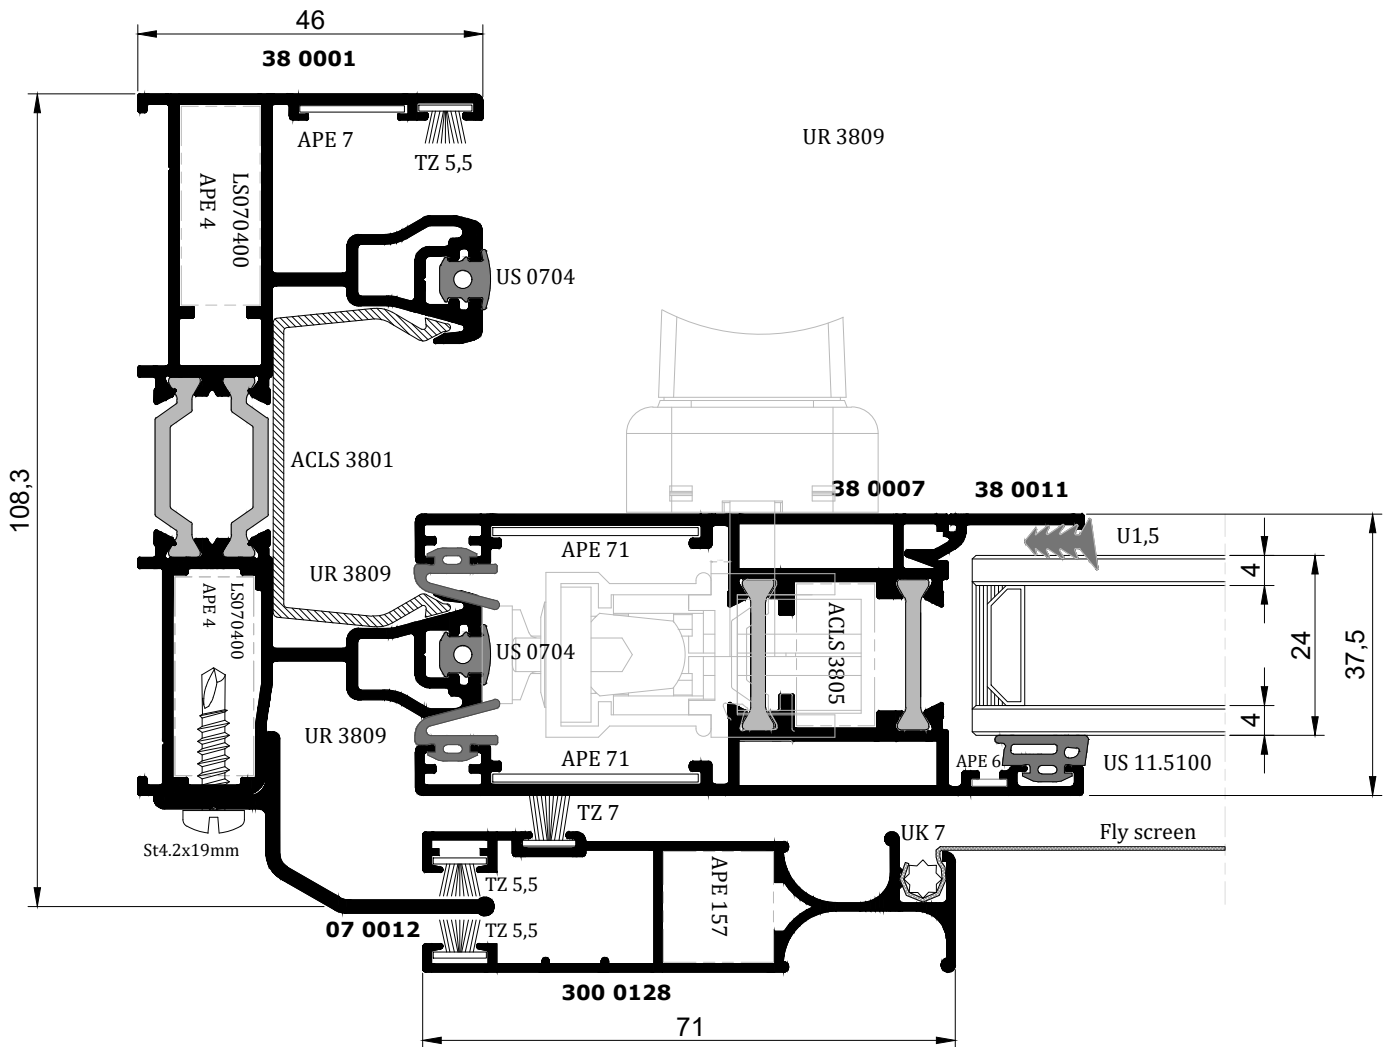 46
38 0001
APE 7
TZ 5,5
UR 3809
LS070400
APE 4
US 0704
ACLS 3801
108,3
38 0007
38 0011
APE 71
U1,5
UR 3809
4
LS070400
APE 4
US 0704
ACLS 3805
24
37,5
4
UR 3809
APE 71
APE 6
US 11.5100
TZ 7
UK 7
Fly screen
St4.2x19mm
TZ 5,5
APE 157
07 0012
TZ 5,5
300 0128
71